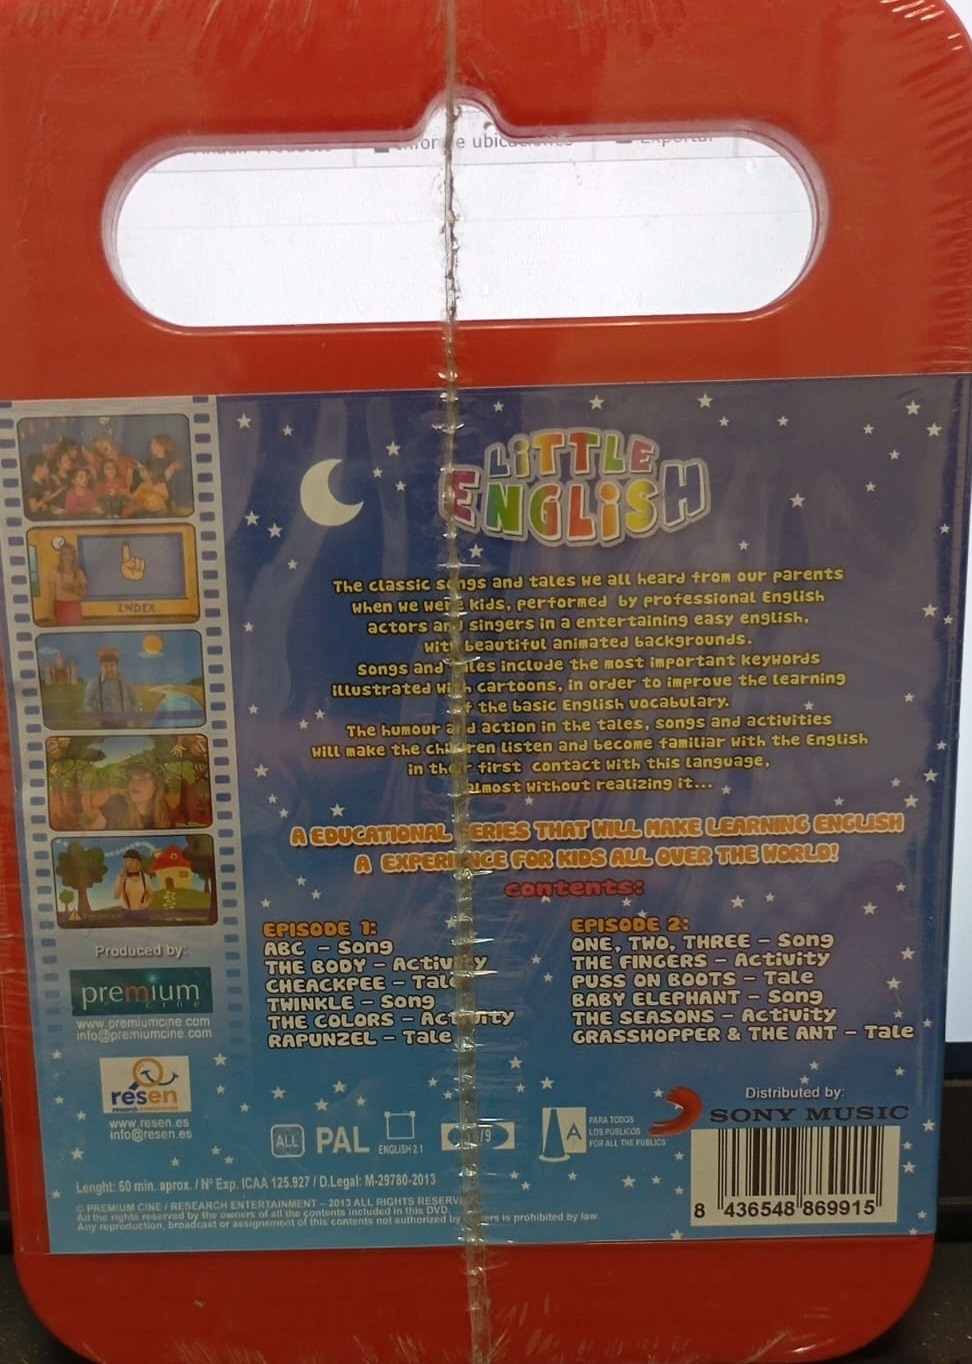 ubicaciones
Exportar
LITTLE
ENGLISH
The classic songs and tales we all heard from our parents
when we were kids, performed by professional English
actors and singers in a entertaining easy english,
with beautiful animated backgrounds.
Songs and tales include the most important keywords
illustrated with cartoons, in order to improve the learning
of the basic English vocabulary.
The humour and action in the tales, songs and activities
will make the children listen and become familiar with the English
in their first contact with this language,
almost without realizing it...
A EDUCATIONAL SERIES THAT WILL MAKE LEARNING ENGLISH
A EXPERIENCE FOR KIDS ALL OVER THE WORLD!
contents:
EPISODE 1:
ABC – Song
THE BODY – Activity
CHEACKPEE – Tale
TWINKLE – Song
THE COLORS – Activity
RAPUNZEL – Tale
EPISODE 2:
ONE, TWO, THREE – Song
THE FINGERS – Activity
PUSS ON BOOTS – Tale
BABY ELEPHANT – Song
THE SEASONS – Activity
GRASSHOPPER & THE ANT – Tale
INDEX
Produced by:
premium
cine
www.premiumcine.com
info@premiumcine.com
resen
www.resen.es
info@resen.es
ALL
PAL
ENGLISH 2.1
/9
A
PARA TODOS
LOS PÚBLICOS
FOR ALL THE PUBLICS
Distributed by:
SONY MUSIC
8 436548 869915
Lenght: 60 min. aprox. / Nº Exp. ICAA 125.927 / D.Legal: M-29780-2013
© PREMIUM CINE / RESEARCH ENTERTAINMENT – 2013 ALL RIGHTS RESERV
All the rights reserved by the owners of all the contents included in this DVD.
Any reproduction, broadcast or assignment of this contents not authorized by owners is prohibited by law.